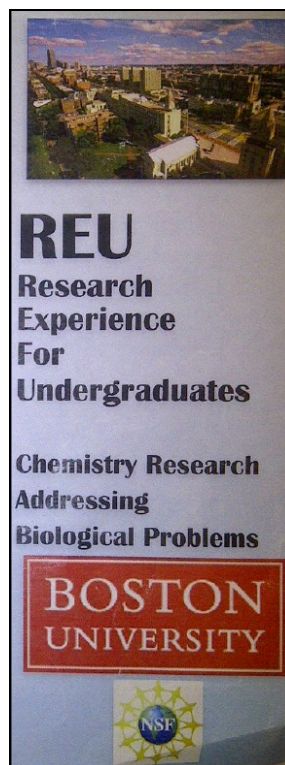 REU
Research
Experience
For
Undergraduates
Chemistry Research
Addressing
Biological Problems
BOSTON
UNIVERSITY
NSF